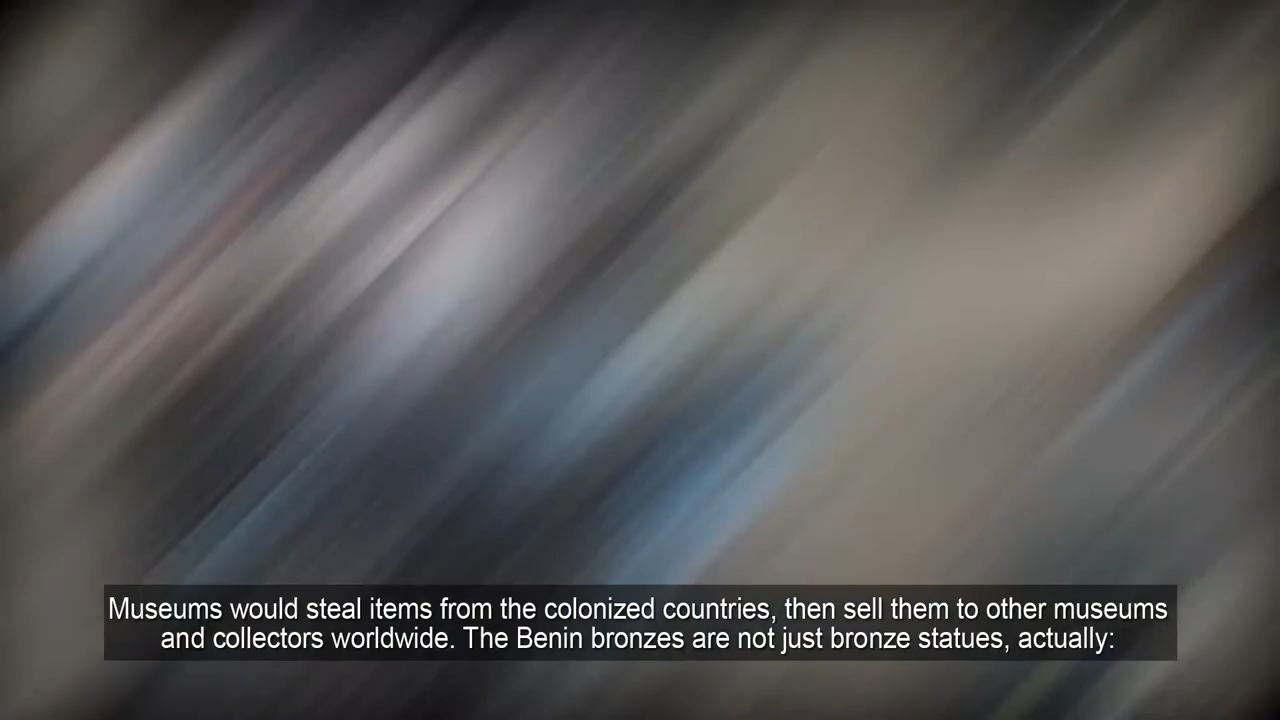 Museums would steal items from the colonized countries, then sell them to other museums
and collectors worldwide. The Benin bronzes are not just bronze statues, actually: